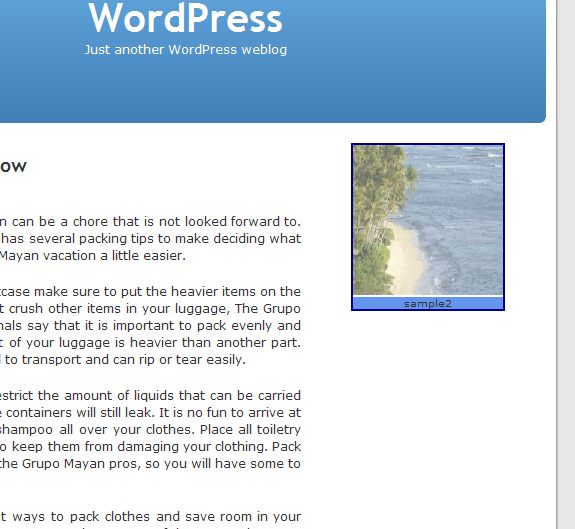 WordPress
Just another WordPress weblog
ow
n can be a chore that is not looked forward to.
has several packing tips to make deciding what
Mayan vacation a little easier.
tcase make sure to put the heavier items on the
t crush other items in your luggage, The Grupo
nals say that it is important to pack evenly and
t of your luggage is heavier than another part.
l to transport and can rip or tear easily.
estrict the amount of liquids that can be carried
e containers will still leak. It is no fun to arrive at
shampoo all over your clothes. Place all toiletry
o keep them from damaging your clothing. Pack
the Grupo Mayan pros, so you will have some to
t ways to pack clothes and save room in your
sample2